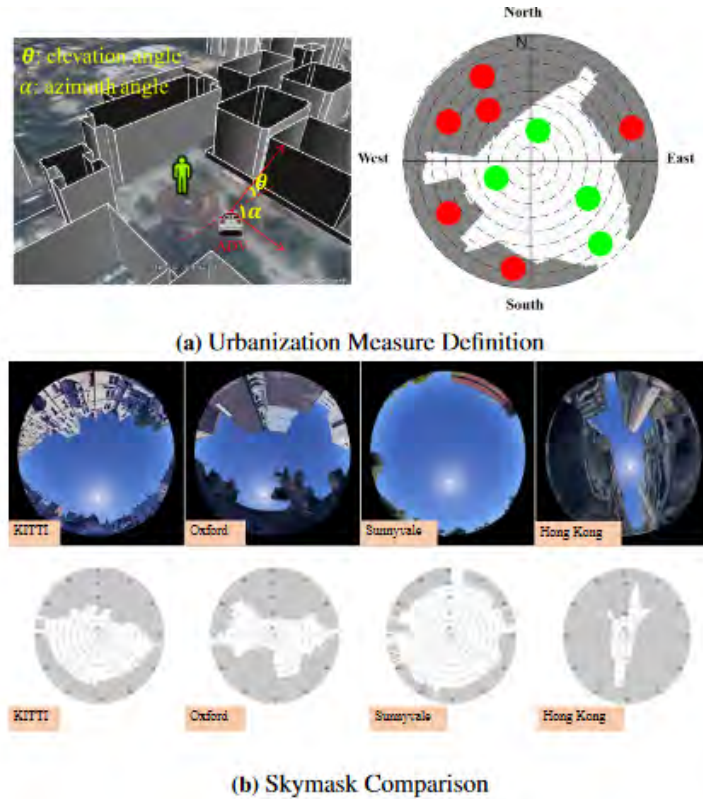 θ: elevation angle
α: azimuth angle
θ
α
North
N
West
East
South
(a) Urbanization Measure Definition
KITTI
Oxford
Sunnyvale
Hong Kong
KITTI
Oxford
Sunnyvale
Hong Kong
(b) Skymask Comparison